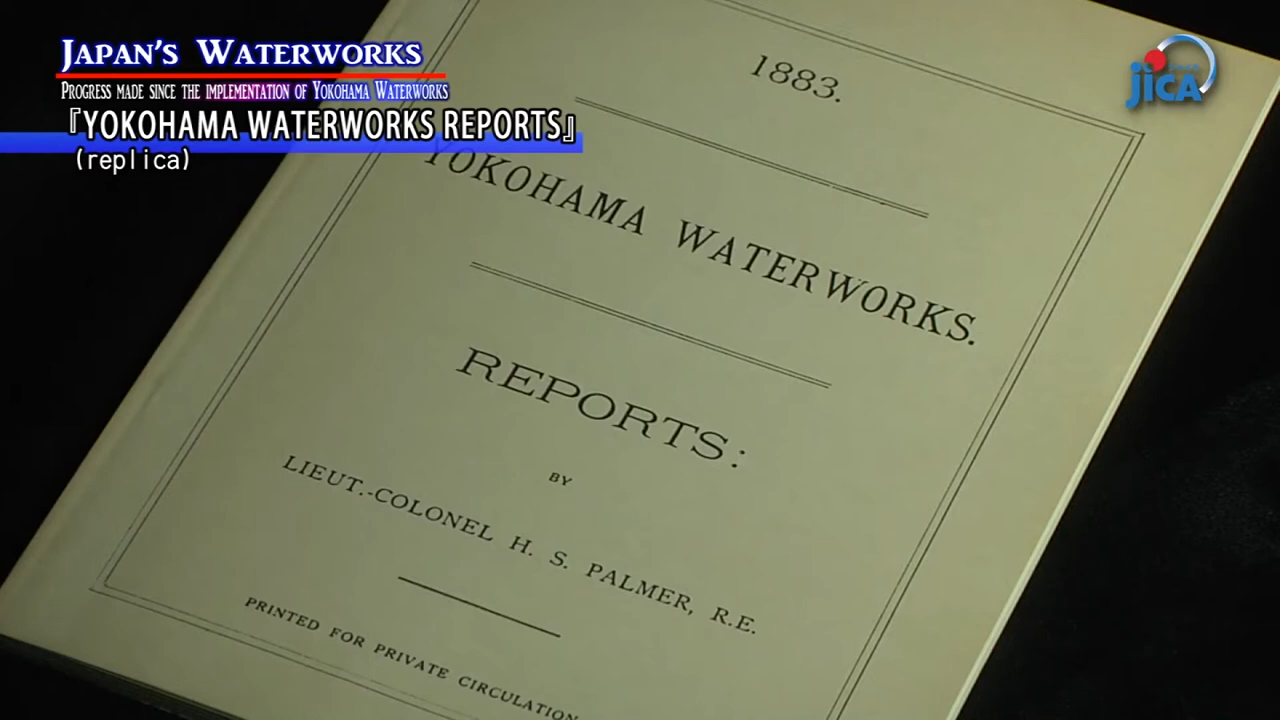 JAPAN'S WATERWORKS
PROGRESS MADE SINCE THE IMPLEMENTATION OF YOKOHAMA WATERWORKS
『YOKOHAMA WATERWORKS REPORTS』
(replica)
JICA
1883.
YOKOHAMA WATERWORKS.
REPORTS:
BY
LIEUT.-COLONEL H. S. PALMER, R.E.
PRINTED FOR PRIVATE CIRCULATION